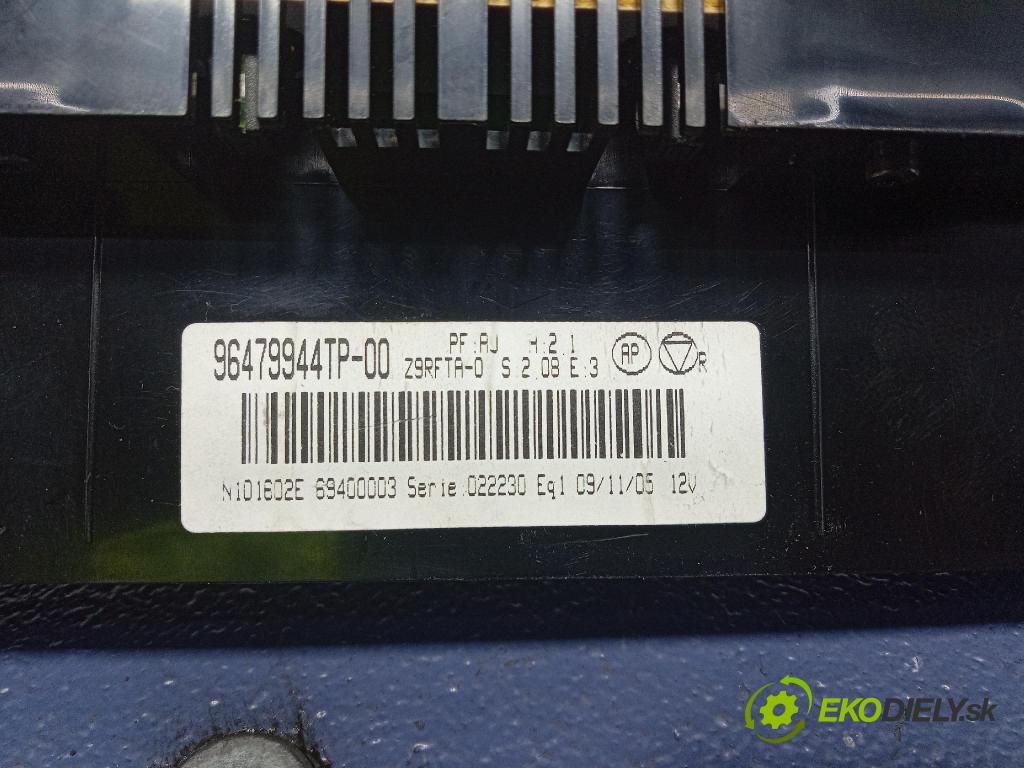 PF:AJ H:2.1
96479944TP-00 Z9RFTA-0 S:2.08 E:3 AP R
N101602E 69400003 Serie:022230 Eq1 09/11/05 12V
EKODIELY.sk